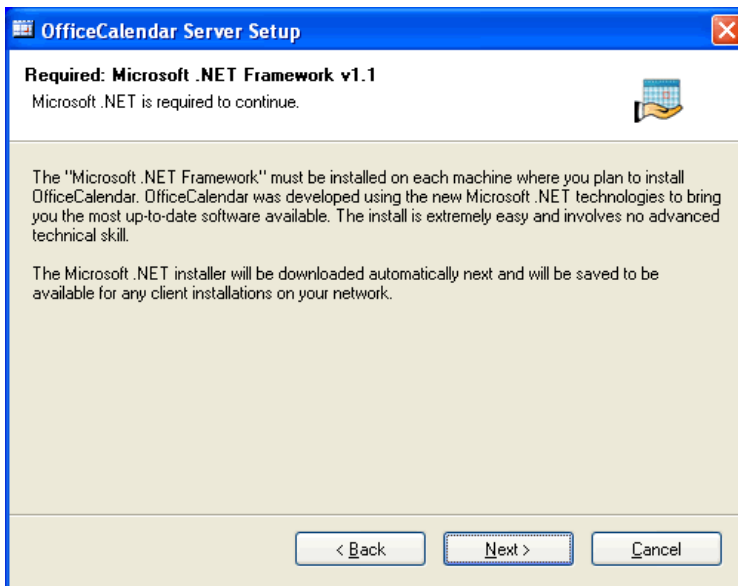 OfficeCalendar Server Setup
Required: Microsoft .NET Framework v1.1
Microsoft .NET is required to continue.
The "Microsoft .NET Framework" must be installed on each machine where you plan to install
OfficeCalendar. OfficeCalendar was developed using the new Microsoft .NET technologies to bring
you the most up-to-date software available. The install is extremely easy and involves no advanced
technical skill.
The Microsoft .NET installer will be downloaded automatically next and will be saved to be
available for any client installations on your network.
< Back
Next >
Cancel